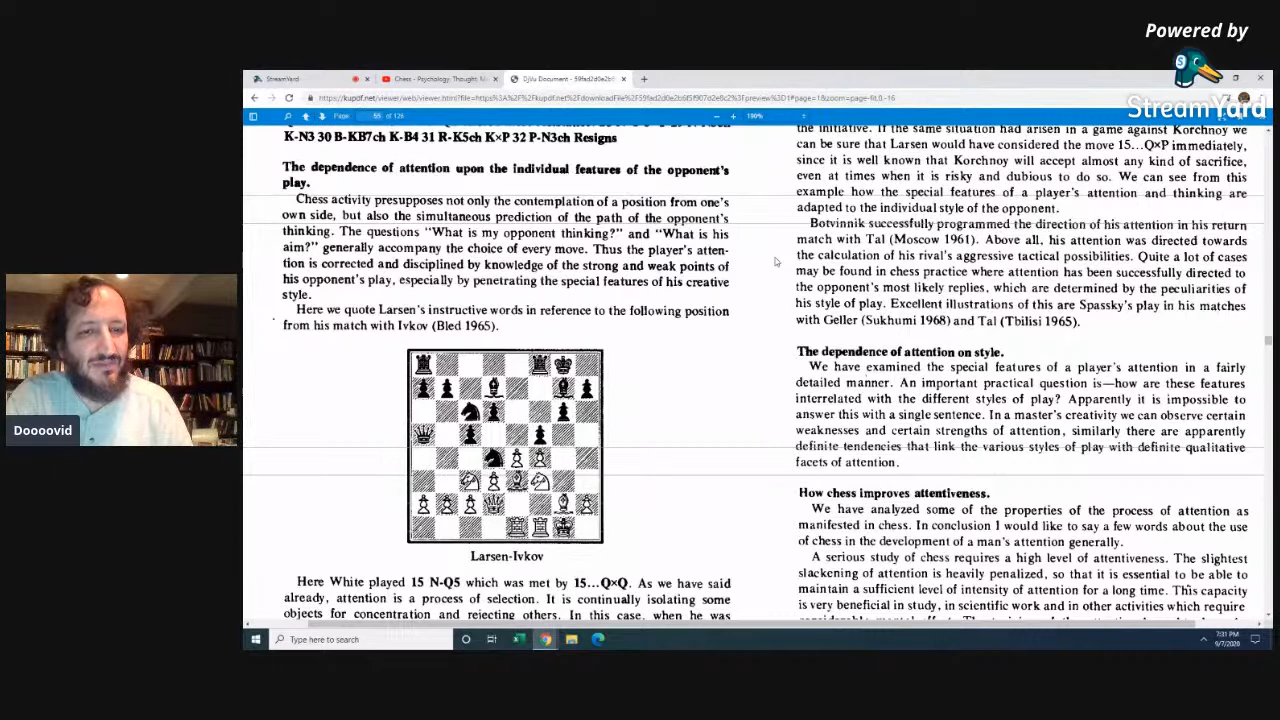 Powered by
StreamYard
StreamYard
Chess - Psychology: Thought: M
DjVu Document - 59fad2d0e2b6
Page:
55 of 128
190%
K-N3 30 B-KB7ch K-B4 31 R-K5ch K×P 32 P-N3ch Resigns
The dependence of attention upon the individual features of the opponent's
play.
Chess activity presupposes not only the contemplation of a position from one's
own side, but also the simultaneous prediction of the path of the opponent's
thinking. The questions "What is my opponent thinking?" and "What is his
aim?" generally accompany the choice of every move. Thus the player's atten-
tion is corrected and disciplined by knowledge of the strong and weak points of
his opponent's play, especially by penetrating the special features of his creative
style.
Here we quote Larsen's instructive words in reference to the following position
from his match with Ivkov (Bled 1965).
Larsen-Ivkov
Here White played 15 N-Q5 which was met by 15...Q×Q. As we have said
already, attention is a process of selection. It is continually isolating some
objects for concentration and rejecting others. In this case, when he was
the initiative. If the same situation had arisen in a game against Korchnoy we
can be sure that Larsen would have considered the move 15...Q×P immediately,
since it is well known that Korchnoy will accept almost any kind of sacrifice,
even at times when it is risky and dubious to do so. We can see from this
example how the special features of a player's attention and thinking are
adapted to the individual style of the opponent.
Botvinnik successfully programmed the direction of his attention in his return
match with Tal (Moscow 1961). Above all, his attention was directed towards
the calculation of his rival's aggressive tactical possibilities. Quite a lot of cases
may be found in chess practice where attention has been successfully directed to
the opponent's most likely replies, which are determined by the peculiarities of
his style of play. Excellent illustrations of this are Spassky's play in his matches
with Geller (Sukhumi 1968) and Tal (Tbilisi 1965).
The dependence of attention on style.
We have examined the special features of a player's attention in a fairly
detailed manner. An important practical question is—how are these features
interrelated with the different styles of play? Apparently it is impossible to
answer this with a single sentence. In a master's creativity we can observe certain
weaknesses and certain strengths of attention, similarly there are apparently
definite tendencies that link the various styles of play with definite qualitative
facets of attention.
How chess improves attentiveness.
We have analyzed some of the properties of the process of attention as
manifested in chess. In conclusion I would like to say a few words about the use
of chess in the development of a man's attention generally.
A serious study of chess requires a high level of attentiveness. The slightest
slackening of attention is heavily penalized, so that it is essential to be able to
maintain a sufficient level of intensity of attention for a long time. This capacity
is very beneficial in study, in scientific work and in other activities which require
Doooovid
Type here to search
7:31 PM
9/7/2020